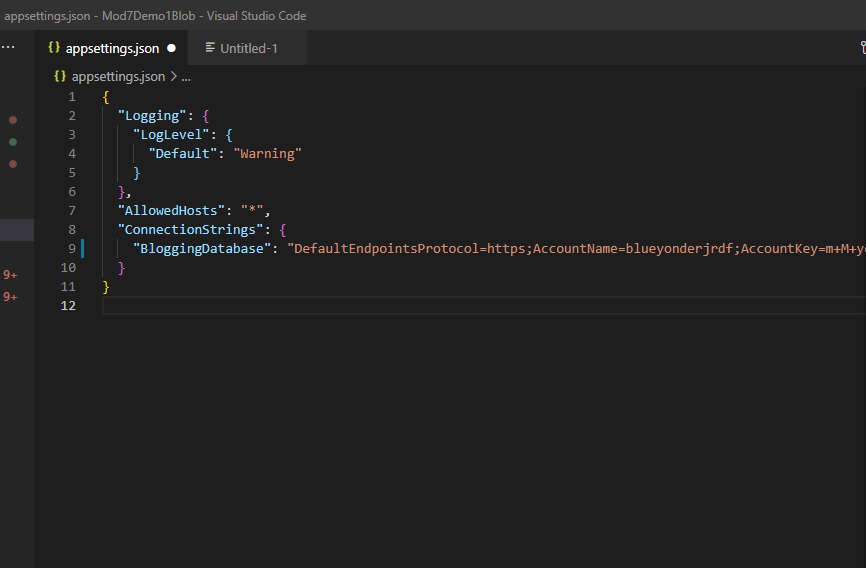 appsettings.json - Mod7Demo1Blob - Visual Studio Code
... {} appsettings.json ● Untitled-1
{} appsettings.json > ...
1 {
2 "Logging": {
3 "LogLevel": {
4 "Default": "Warning"
5 }
6 },
7 "AllowedHosts": "*",
8 "ConnectionStrings": {
9 "BloggingDatabase": "DefaultEndpointsProtocol=https;AccountName=blueyonderjrdf;AccountKey=m+M+y
10 }
9+
11 }
9+
12